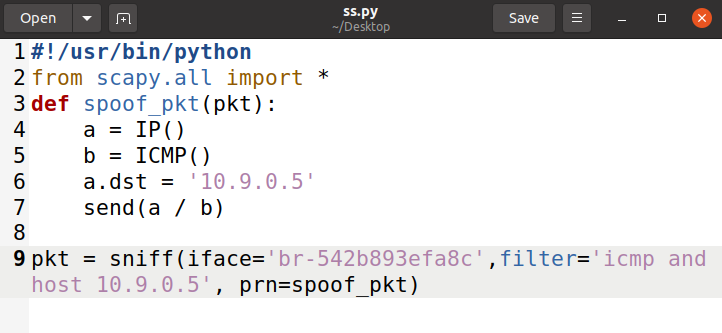 Open
ss.py
~/Desktop
Save
1 #!/usr/bin/python
2 from scapy.all import *
3 def spoof_pkt(pkt):
4     a = IP()
5     b = ICMP()
6     a.dst = '10.9.0.5'
7     send(a / b)
8
9 pkt = sniff(iface='br-542b893efa8c',filter='icmp and
host 10.9.0.5', prn=spoof_pkt)